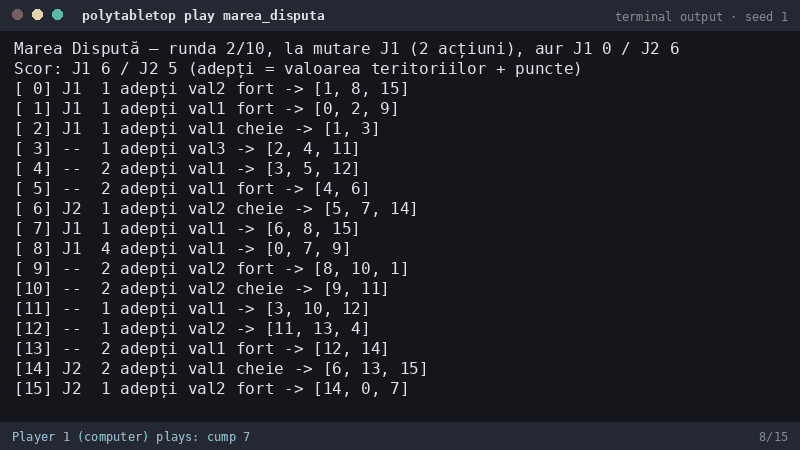 polytabletop play marea_disputa
terminal output · seed 1
Marea Dispută — runda 2/10, la mutare J1 (2 acțiuni), aur J1 0 / J2 6
Scor: J1 6 / J2 5 (adepți = valoarea teritoriilor + puncte)
[ 0] J1  1 adepți val2 fort -> [1, 8, 15]
[ 1] J1  1 adepți val1 fort -> [0, 2, 9]
[ 2] J1  1 adepți val1 cheie -> [1, 3]
[ 3] --  1 adepți val3 -> [2, 4, 11]
[ 4] --  2 adepți val1 -> [3, 5, 12]
[ 5] --  2 adepți val1 fort -> [4, 6]
[ 6] J2  1 adepți val2 cheie -> [5, 7, 14]
[ 7] J1  1 adepți val1 -> [6, 8, 15]
[ 8] J1  4 adepți val1 -> [0, 7, 9]
[ 9] --  2 adepți val2 fort -> [8, 10, 1]
[10] --  2 adepți val2 cheie -> [9, 11]
[11] --  1 adepți val1 -> [3, 10, 12]
[12] --  1 adepți val2 -> [11, 13, 4]
[13] --  2 adepți val1 fort -> [12, 14]
[14] J2  2 adepți val1 cheie -> [6, 13, 15]
[15] J2  1 adepți val2 fort -> [14, 0, 7]
Player 1 (computer) plays: cump 7
8/15